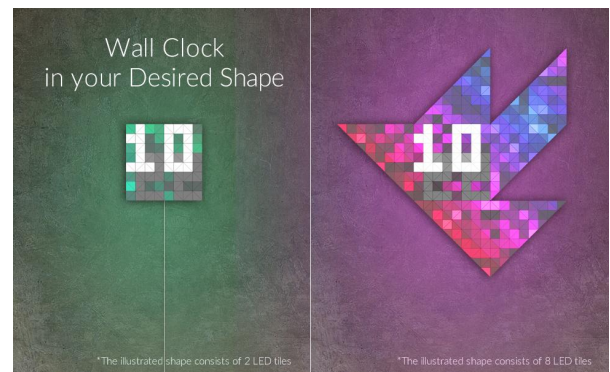 Wall Clock
in your Desired Shape
10
10
*The illustrated shape consists of 2 LED tiles
*The illustrated shape consists of 8 LED tiles